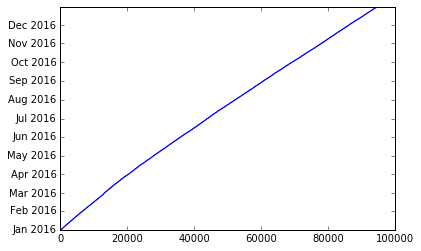 Dec 2016
Nov 2016
Oct 2016
Sep 2016
Aug 2016
Jul 2016
Jun 2016
May 2016
Apr 2016
Mar 2016
Feb 2016
Jan 2016
0 20000 40000 60000 80000 100000